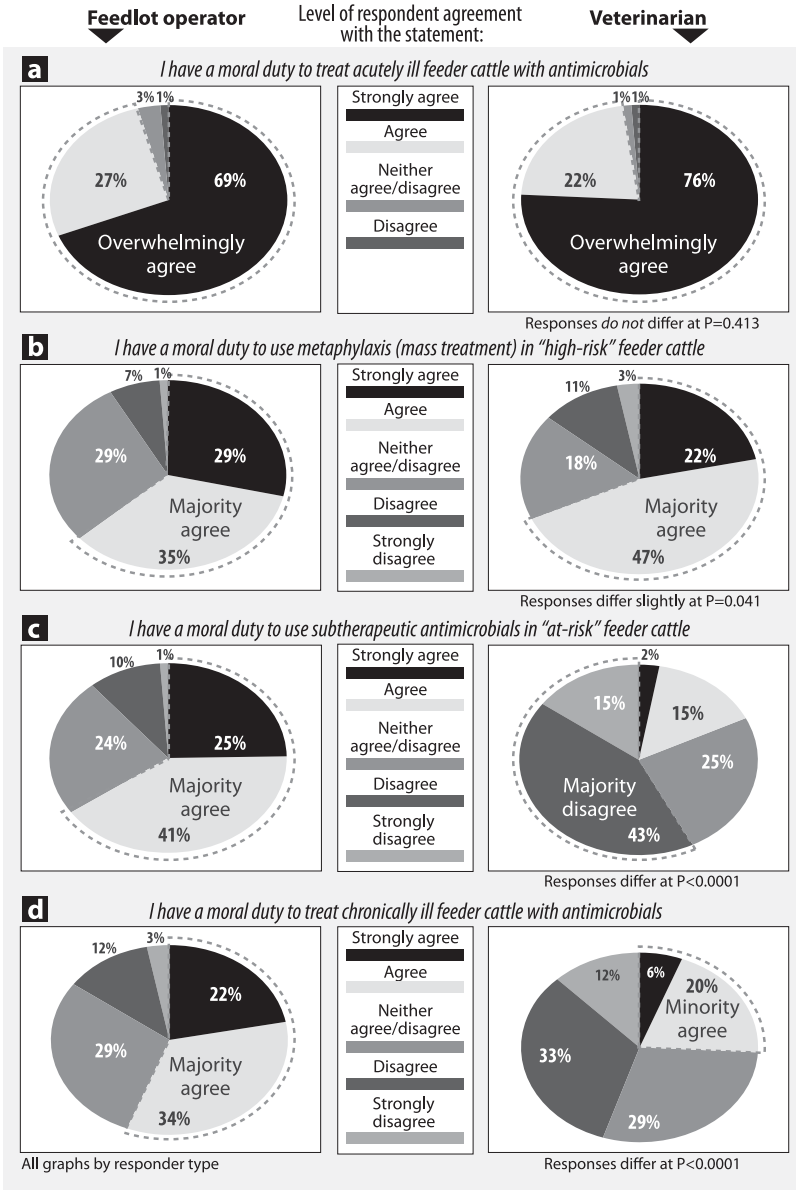 Feedlot operator
Level of respondent agreement
with the statement:
Veterinarian
a
I have a moral duty to treat acutely ill feeder cattle with antimicrobials
3% 1%
27%
69%
Overwhelmingly
agree
Strongly agree
Agree
Neither
agree/disagree
Disagree
1% 1%
22%
76%
Overwhelmingly
agree
Responses do not differ at P=0.413
b
I have a moral duty to use metaphylaxis (mass treatment) in “high-risk” feeder cattle
7% 1%
29%
29%
Majority
agree
35%
Strongly agree
Agree
Neither
agree/disagree
Disagree
Strongly
disagree
3%
11%
18%
22%
Majority
agree
47%
Responses differ slightly at P=0.041
c
I have a moral duty to use subtherapeutic antimicrobials in “at-risk” feeder cattle
10% 1%
24%
25%
Majority
agree
41%
Strongly agree
Agree
Neither
agree/disagree
Disagree
Strongly
disagree
2%
15%
15%
25%
Majority
disagree
43%
Responses differ at P<0.0001
d
I have a moral duty to treat chronically ill feeder cattle with antimicrobials
3%
12%
22%
29%
Majority
agree
34%
Strongly agree
Agree
Neither
agree/disagree
Disagree
Strongly
disagree
12%
6%
20%
Minority
agree
33%
29%
All graphs by responder type
Responses differ at P<0.0001